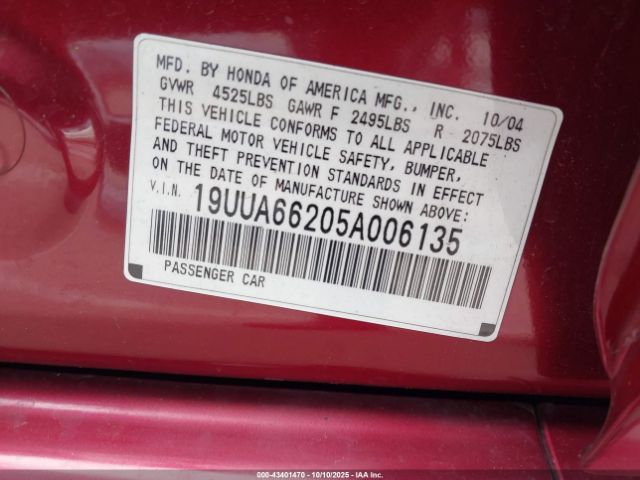 MFD. BY HONDA OF AMERICA MFG., INC. 10/04
GVWR 4525LBS GAWR F 2495LBS R 2075LBS
THIS VEHICLE CONFORMS TO ALL APPLICABLE
FEDERAL MOTOR VEHICLE SAFETY, BUMPER,
AND THEFT PREVENTION STANDARDS IN EFFECT
ON THE DATE OF MANUFACTURE SHOWN ABOVE:
V.I.N. 19UUA66205A006135
PASSENGER CAR
000-43401470 - 10/10/2025 - IAA Inc.